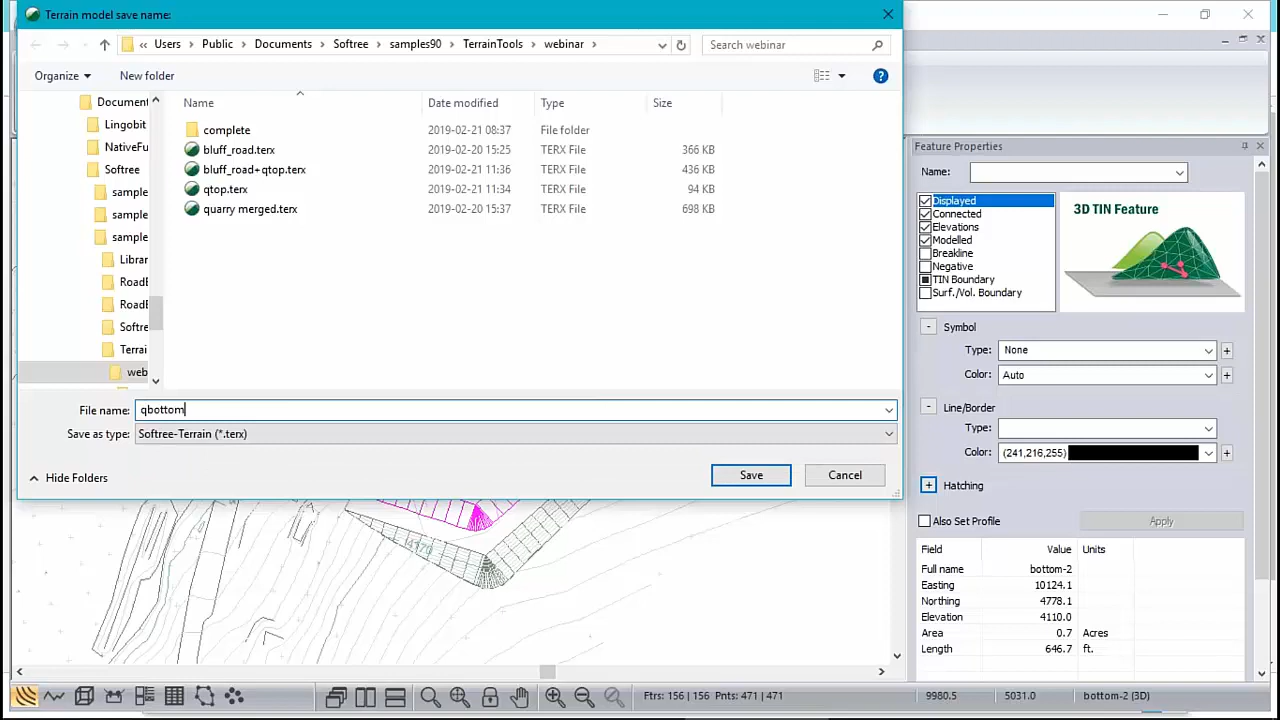 Terrain model save name:
« Users > Public > Documents > Softree > samples90 > TerrainTools > webinar >
Search webinar
Organize
New folder
?
Name
Date modified
Type
Size
complete
2019-02-21 08:37
File folder
bluff_road.terx
2019-02-20 15:25
TERX File
366 KB
bluff_road+qtop.terx
2019-02-21 11:36
TERX File
436 KB
qtop.terx
2019-02-21 11:34
TERX File
94 KB
quarry merged.terx
2019-02-20 15:37
TERX File
698 KB
Document
Lingobit
NativeFu
Softree
sample
sample
sample
Librar
RoadE
RoadE
Softre
Terrai
web
File name:
qbottom
Save as type:
Softree-Terrain (*.terx)
Hide Folders
Save
Cancel
4170
Feature Properties
Name:
Displayed
Connected
Elevations
Modelled
Breakline
Negative
TIN Boundary
Surf./Vol. Boundary
3D TIN Feature
- Symbol
Type: None +
Color: Auto +
- Line/Border
Type:
Color: (241,216,255) +
+ Hatching
Also Set Profile
Apply
Field Value Units
Full name bottom-2
Easting 10124.1
Northing 4778.1
Elevation 4110.0
Area 0.7 Acres
Length 646.7 ft.
Ftrs: 156 | 156 Pnts: 471 | 471
9980.5
5031.0
bottom-2 (3D)